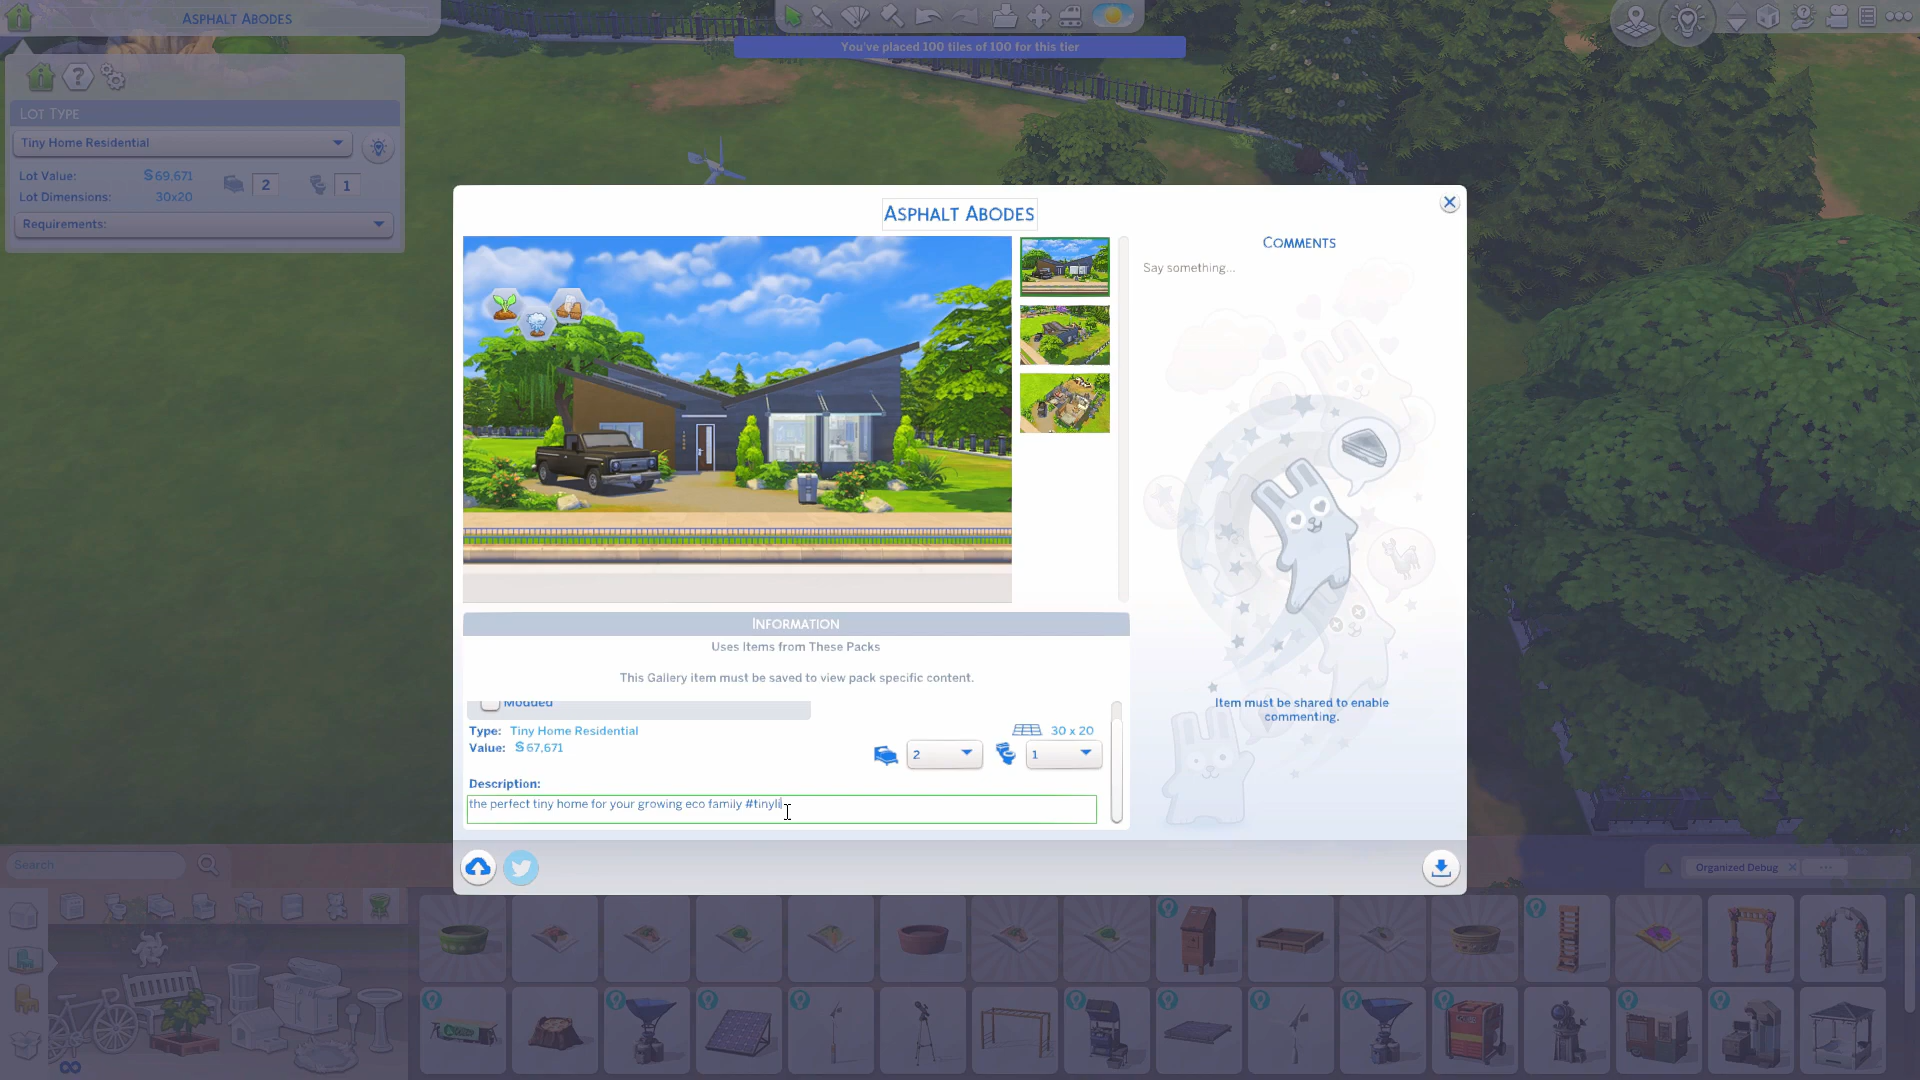 ASPHALT ABODES
You've placed 100 tiles of 100 for this tier
LOT TYPE
Tiny Home Residential
Lot Value: §69,671
2
1
Lot Dimensions: 30x20
Requirements:
ASPHALT ABODES
COMMENTS
Say something...
INFORMATION
Uses Items from These Packs
This Gallery item must be saved to view pack specific content.
Modded
Type: Tiny Home Residential
30 x 20
Value: §67,671
2
1
Description:
the perfect tiny home for your growing eco family #tinyli
Item must be shared to enable
commenting.
Search
Organized Debug